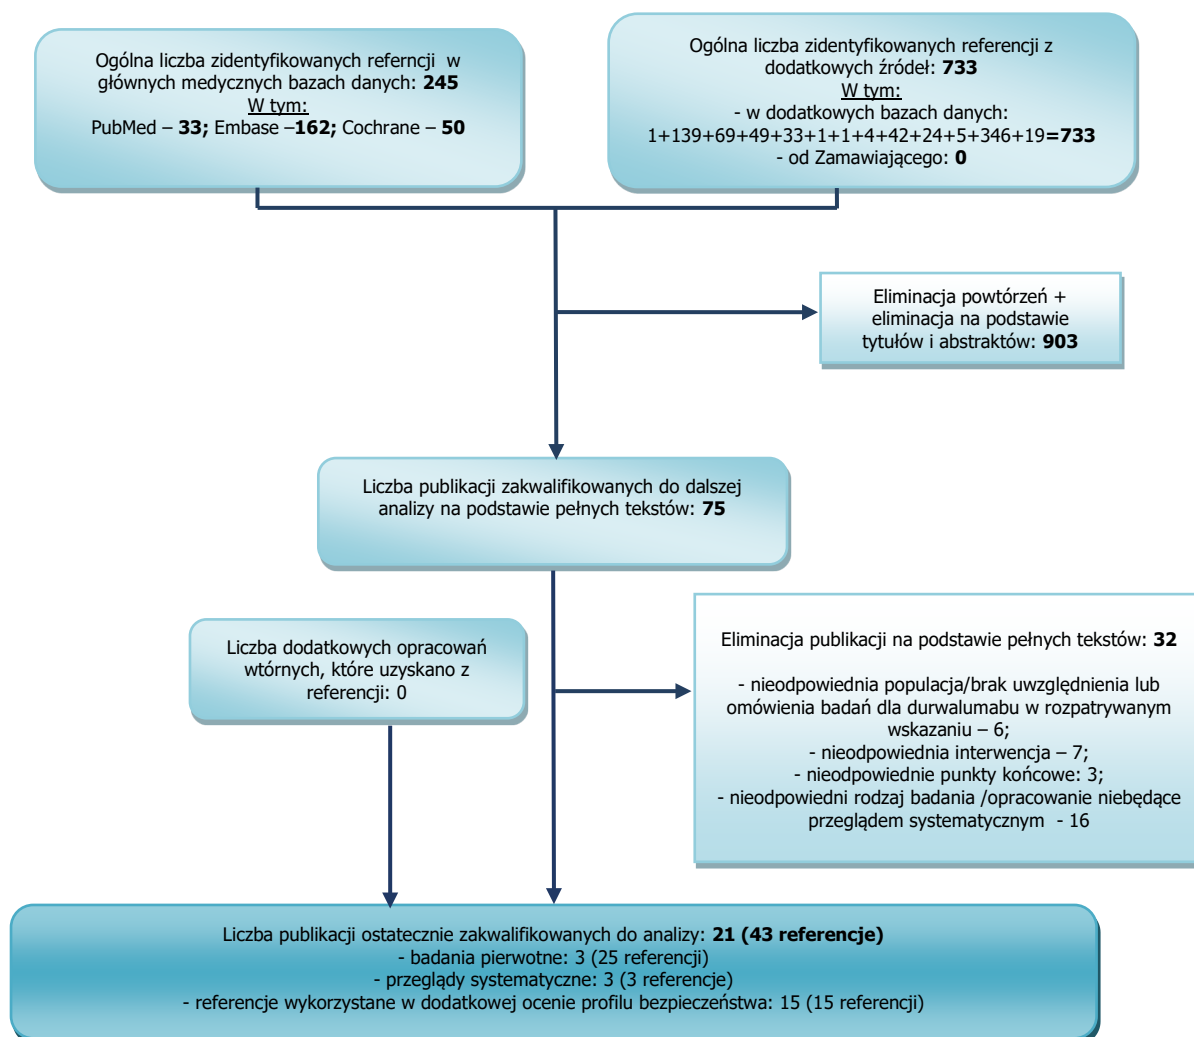 Ogólna liczba zidentyfikowanych referncji w
głównych medycznych bazach danych: 245
W tym:
PubMed – 33; Embase –162; Cochrane – 50
Ogólna liczba zidentyfikowanych referencji z
dodatkowych źródeł: 733
W tym:
- w dodatkowych bazach danych:
1+139+69+49+33+1+1+4+42+24+5+346+19=733
- od Zamawiającego: 0
Eliminacja powtórzeń +
eliminacja na podstawie
tytułów i abstraktów: 903
Liczba publikacji zakwalifikowanych do dalszej
analizy na podstawie pełnych tekstów: 75
Liczba dodatkowych opracowań
wtórnych, które uzyskano z
referencji: 0
Eliminacja publikacji na podstawie pełnych tekstów: 32
- nieodpowiednia populacja/brak uwzględnienia lub
omówienia badań dla durwalumabu w rozpatrywanym
wskazaniu – 6;
- nieodpowiednia interwencja – 7;
- nieodpowiednie punkty końcowe: 3;
- nieodpowiedni rodzaj badania /opracowanie niebędące
przeglądem systematycznym - 16
Liczba publikacji ostatecznie zakwalifikowanych do analizy: 21 (43 referencje)
- badania pierwotne: 3 (25 referencji)
- przeglądy systematyczne: 3 (3 referencje)
- referencje wykorzystane w dodatkowej ocenie profilu bezpieczeństwa: 15 (15 referencji)